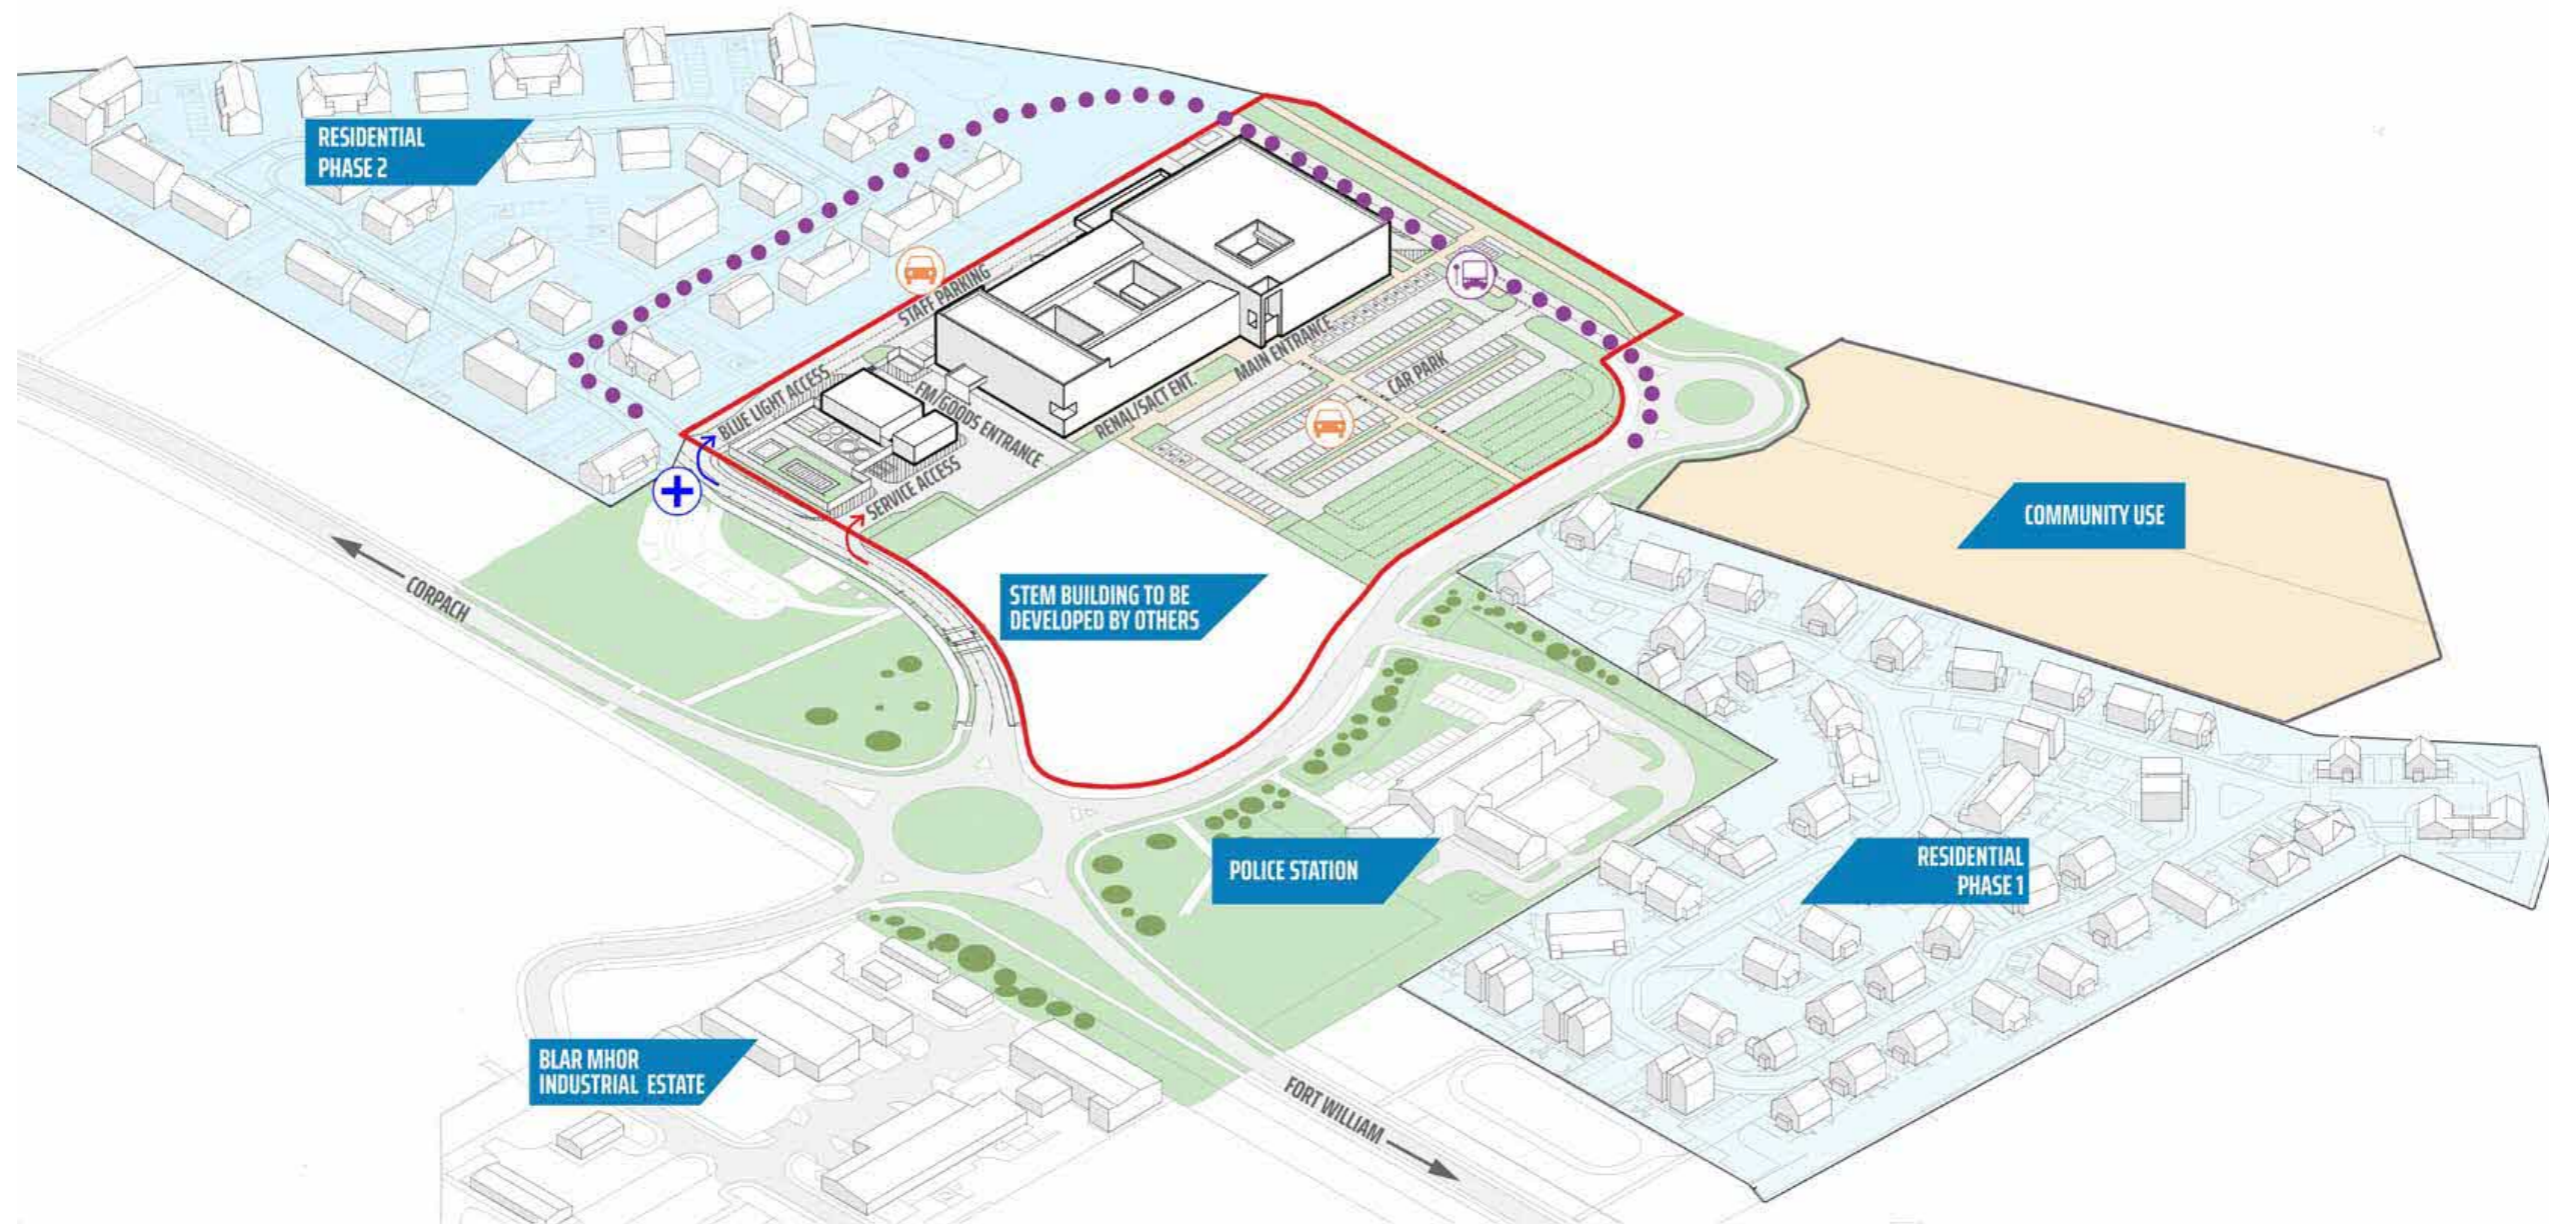 RESIDENTIAL
PHASE 2
STAFF PARKING
BLUE LIGHT ACCESS
FM/GOODS ENTRANCE
SERVICE ACCESS
RENAL/SACT ENT.
MAIN ENTRANCE
CAR PARK
COMMUNITY USE
STEM BUILDING TO BE
DEVELOPED BY OTHERS
CORPACH
POLICE STATION
RESIDENTIAL
PHASE 1
BLAR MHOR
INDUSTRIAL ESTATE
FORT WILLIAM